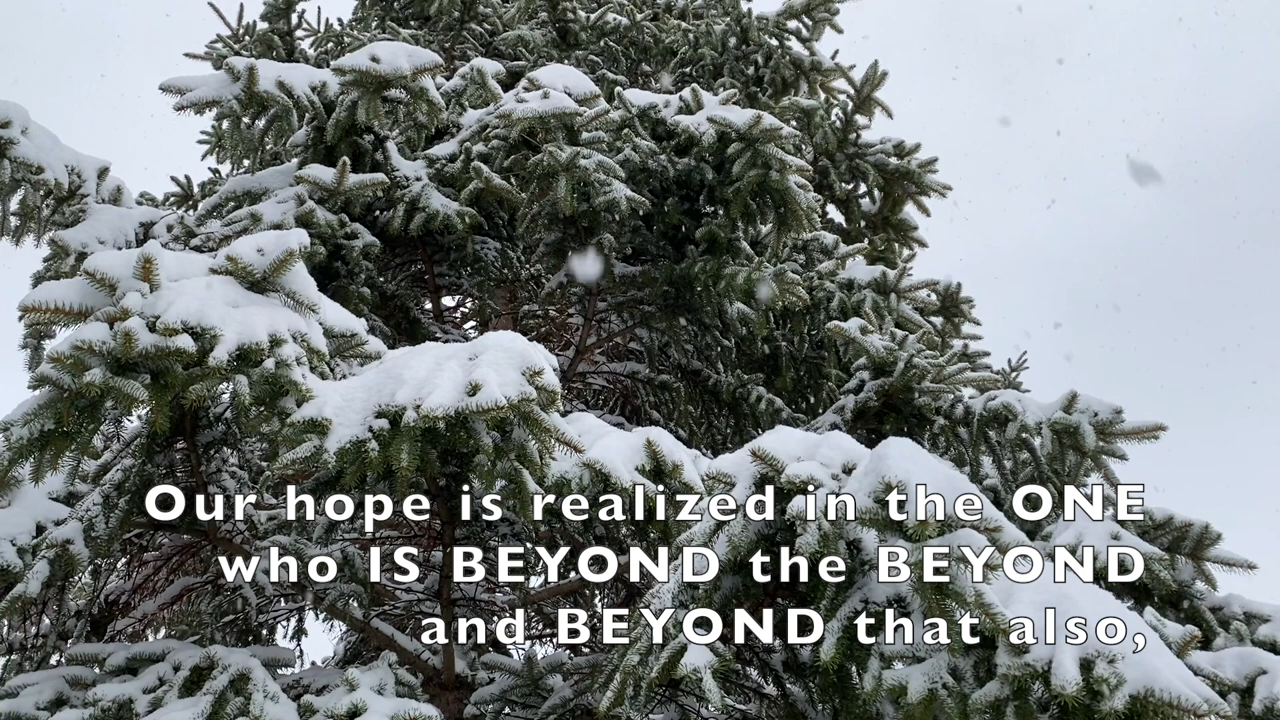 Our hope is realized in the ONE
who IS BEYOND the BEYOND
and BEYOND that also,